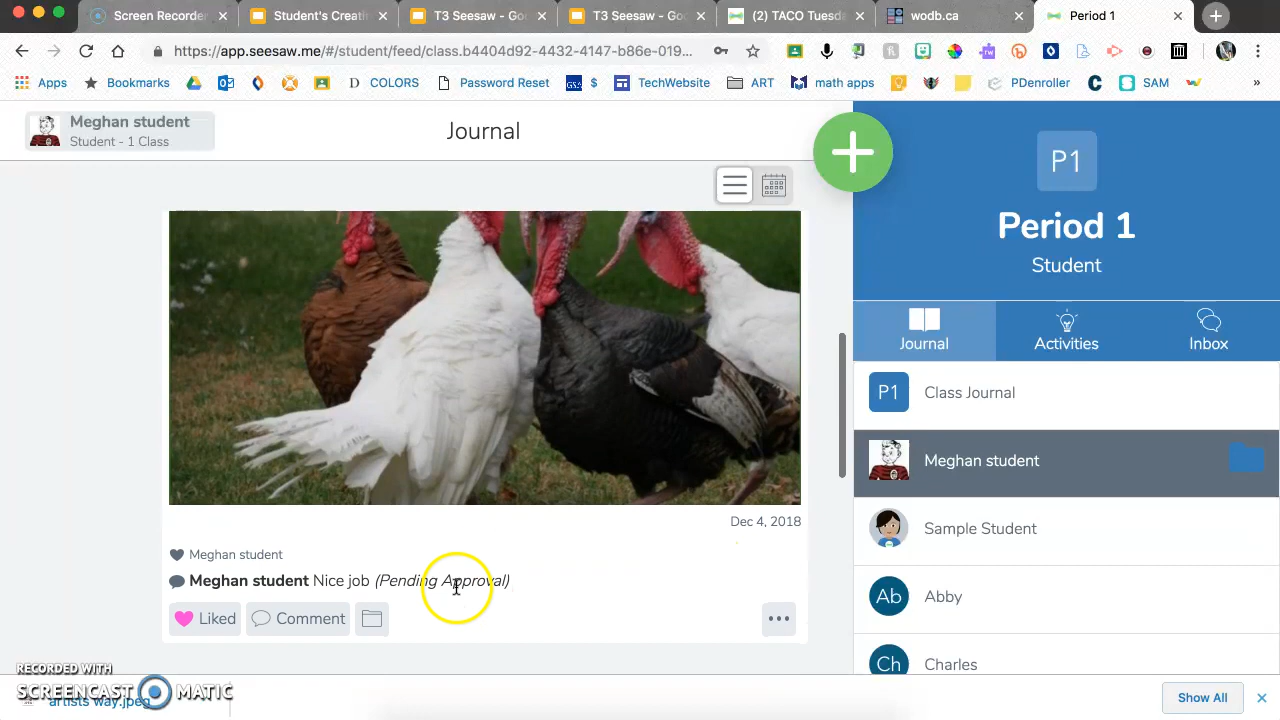 Screen Recorder
Student's Creati
T3 Seesaw - Goo
T3 Seesaw - Goo
(2) TACO Tuesda
wodb.ca
Period 1
https://app.seesaw.me/#/student/feed/class.b4404d92-4432-4147-b86e-019...
Apps
Bookmarks
D COLORS
Password Reset
GSA $
TechWebsite
ART
math apps
PDenroller
C
SAM
»
Meghan student
Student - 1 Class
Journal
P1
Period 1
Student
Journal
Activities
Inbox
P1 Class Journal
Meghan student
Sample Student
Ab Abby
Ch Charles
Dec 4, 2018
Meghan student
Meghan student Nice job (Pending Approval)
Liked
Comment
RECORDED WITH
SCREENCAST MATIC
artists way.jpeg
Show All